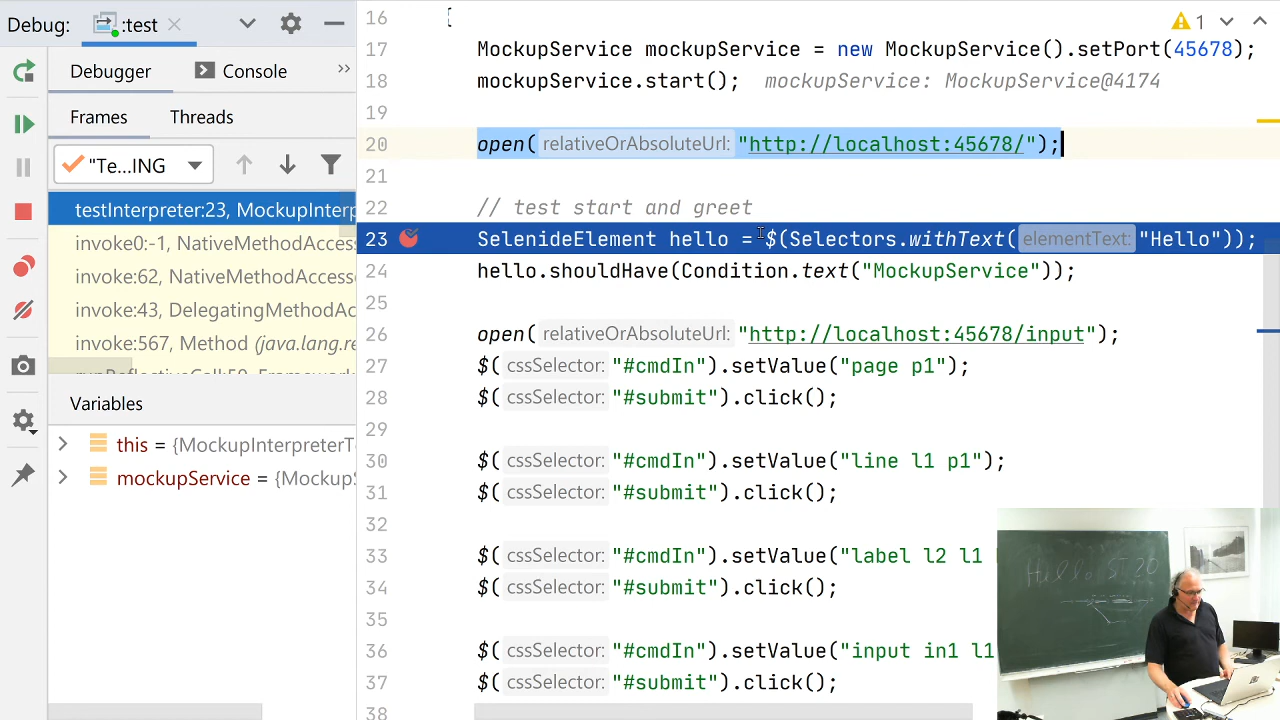 Debug: :test
Debugger Console
Frames Threads
"Te...ING
testInterpreter:23, MockupInterp
invoke0:-1, NativeMethodAcces
invoke:62, NativeMethodAcces
invoke:43, DelegatingMethodAc
invoke:567, Method (java.lang.re
Variables
this = {MockupInterpreterT
mockupService = {Mockup
1
16 {
17 MockupService mockupService = new MockupService().setPort(45678);
18 mockupService.start(); mockupService: MockupService@4174
19
20 open( relativeOrAbsoluteUrl: "http://localhost:45678/");
21
22 // test start and greet
23 SelenideElement hello = $(Selectors.withText( elementText: "Hello"));
24 hello.shouldHave(Condition.text("MockupService"));
25
26 open( relativeOrAbsoluteUrl: "http://localhost:45678/input");
27 $( cssSelector: "#cmdIn").setValue("page p1");
28 $( cssSelector: "#submit").click();
29
30 $( cssSelector: "#cmdIn").setValue("line l1 p1");
31 $( cssSelector: "#submit").click();
32
33 $( cssSelector: "#cmdIn").setValue("label l2 l1
34 $( cssSelector: "#submit").click();
35
36 $( cssSelector: "#cmdIn").setValue("input in1 l1
37 $( cssSelector: "#submit").click();
38
Hello ST 20